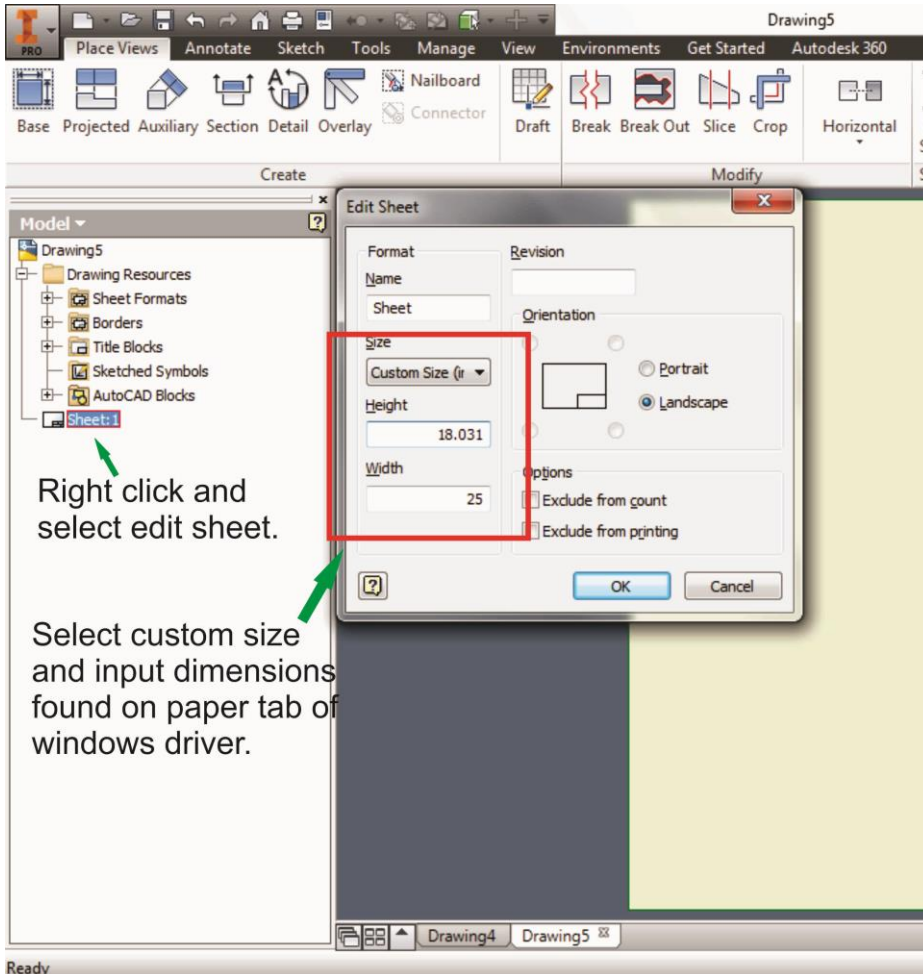 Drawing5
PRO
Place Views Annotate Sketch Tools Manage View Environments Get Started Autodesk 360
Nailboard
Connector
Base Projected Auxiliary Section Detail Overlay Draft Break Break Out Slice Crop Horizontal
Create Modify
Model
Edit Sheet
Drawing5
Drawing Resources
Sheet Formats
Borders
Title Blocks
Sketched Symbols
AutoCAD Blocks
Sheet:1
Format
Name
Sheet
Size
Custom Size (ir
Height
18.031
Width
25
Revision
Orientation
Portrait
Landscape
Options
Exclude from count
Exclude from printing
OK Cancel
Right click and
select edit sheet.
Select custom size
and input dimensions
found on paper tab of
windows driver.
Drawing4 Drawing5
Ready